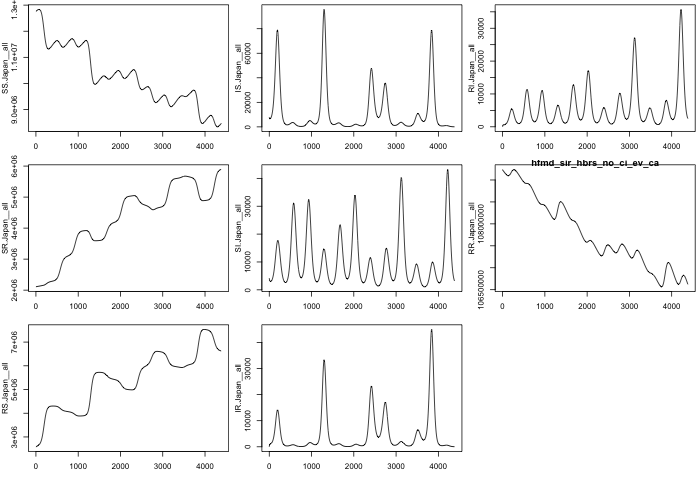 SS.Japan__all
9.0e+06 1.1e+07 1.3e+
0 1000 2000 3000 4000
IS.Japan__all
0 20000 60000
0 1000 2000 3000 4000
RI.Japan__all
0 10000 20000 30000
0 1000 2000 3000 4000
hfmd_sir_hbrs_no_ci_ev_ca
SR.Japan__all
2e+06 3e+06 4e+06 5e+06 6e+06
0 1000 2000 3000 4000
SI.Japan__all
0 10000 30000
0 1000 2000 3000 4000
RR.Japan__all
106500000 108000000
0 1000 2000 3000 4000
RS.Japan__all
3e+06 5e+06 6e+06 7e+06
0 1000 2000 3000 4000
IR.Japan__all
0 10000 30000
0 1000 2000 3000 4000